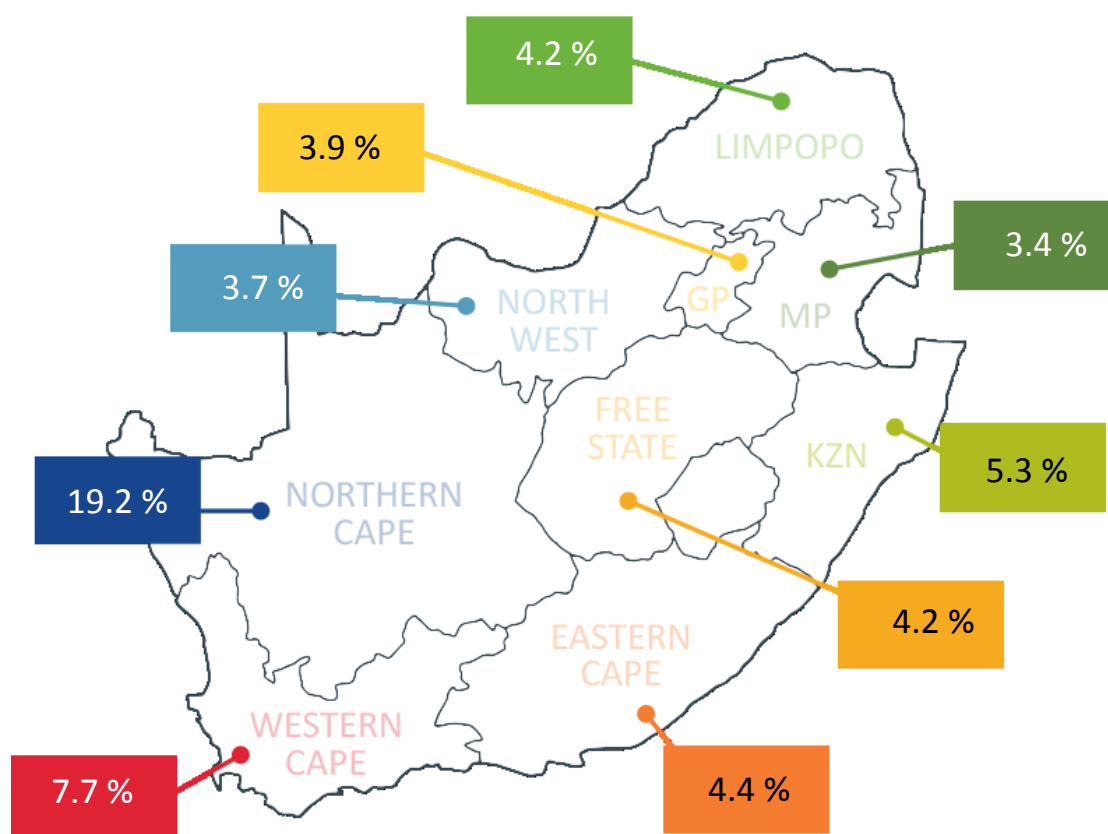 4.2 %
3.9 %
LIMPOPO
3.4 %
3.7 %
NORTH
WEST
GP
MP
FREE
STATE
KZN
5.3 %
19.2 %
NORTHERN
CAPE
4.2 %
EASTERN
CAPE
WESTERN
CAPE
7.7 %
4.4 %